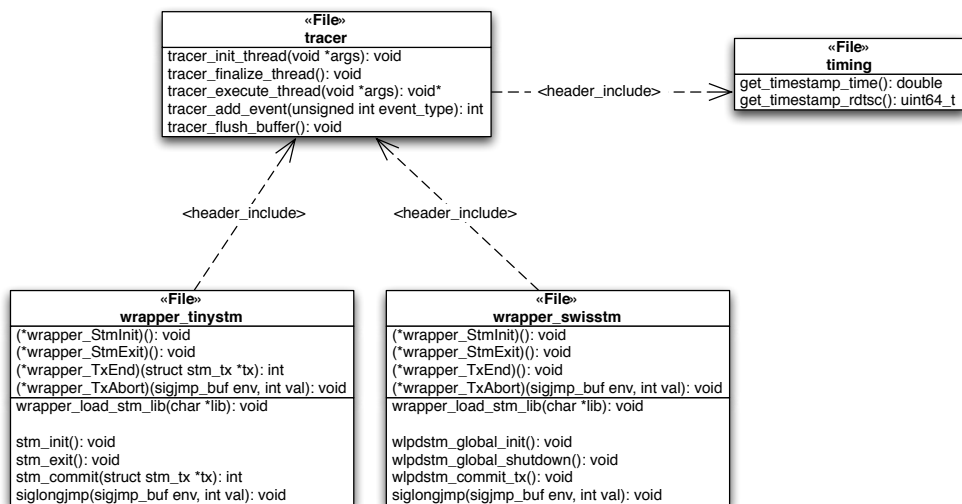 «File»
tracer
tracer_init_thread(void *args): void
tracer_finalize_thread(): void
tracer_execute_thread(void *args): void*
tracer_add_event(unsigned int event_type): int
tracer_flush_buffer(): void
<header_include>
«File»
timing
get_timestamp_time(): double
get_timestamp_rdtsc(): uint64_t
<header_include>
<header_include>
«File»
wrapper_tinystm
(*wrapper_StmInit)(): void
(*wrapper_StmExit)(): void
(*wrapper_TxEnd)(struct stm_tx *tx): int
(*wrapper_TxAbort)(sigjmp_buf env, int val): void
wrapper_load_stm_lib(char *lib): void
stm_init(): void
stm_exit(): void
stm_commit(struct stm_tx *tx): int
siglongjmp(sigjmp_buf env, int val): void
«File»
wrapper_swisstm
(*wrapper_StmInit)(): void
(*wrapper_StmExit)(): void
(*wrapper_TxEnd)(): void
(*wrapper_TxAbort)(sigjmp_buf env, int val): void
wrapper_load_stm_lib(char *lib): void
wlpdstm_global_init(): void
wlpdstm_global_shutdown(): void
wlpdstm_commit_tx(): void
siglongjmp(sigjmp_buf env, int val): void